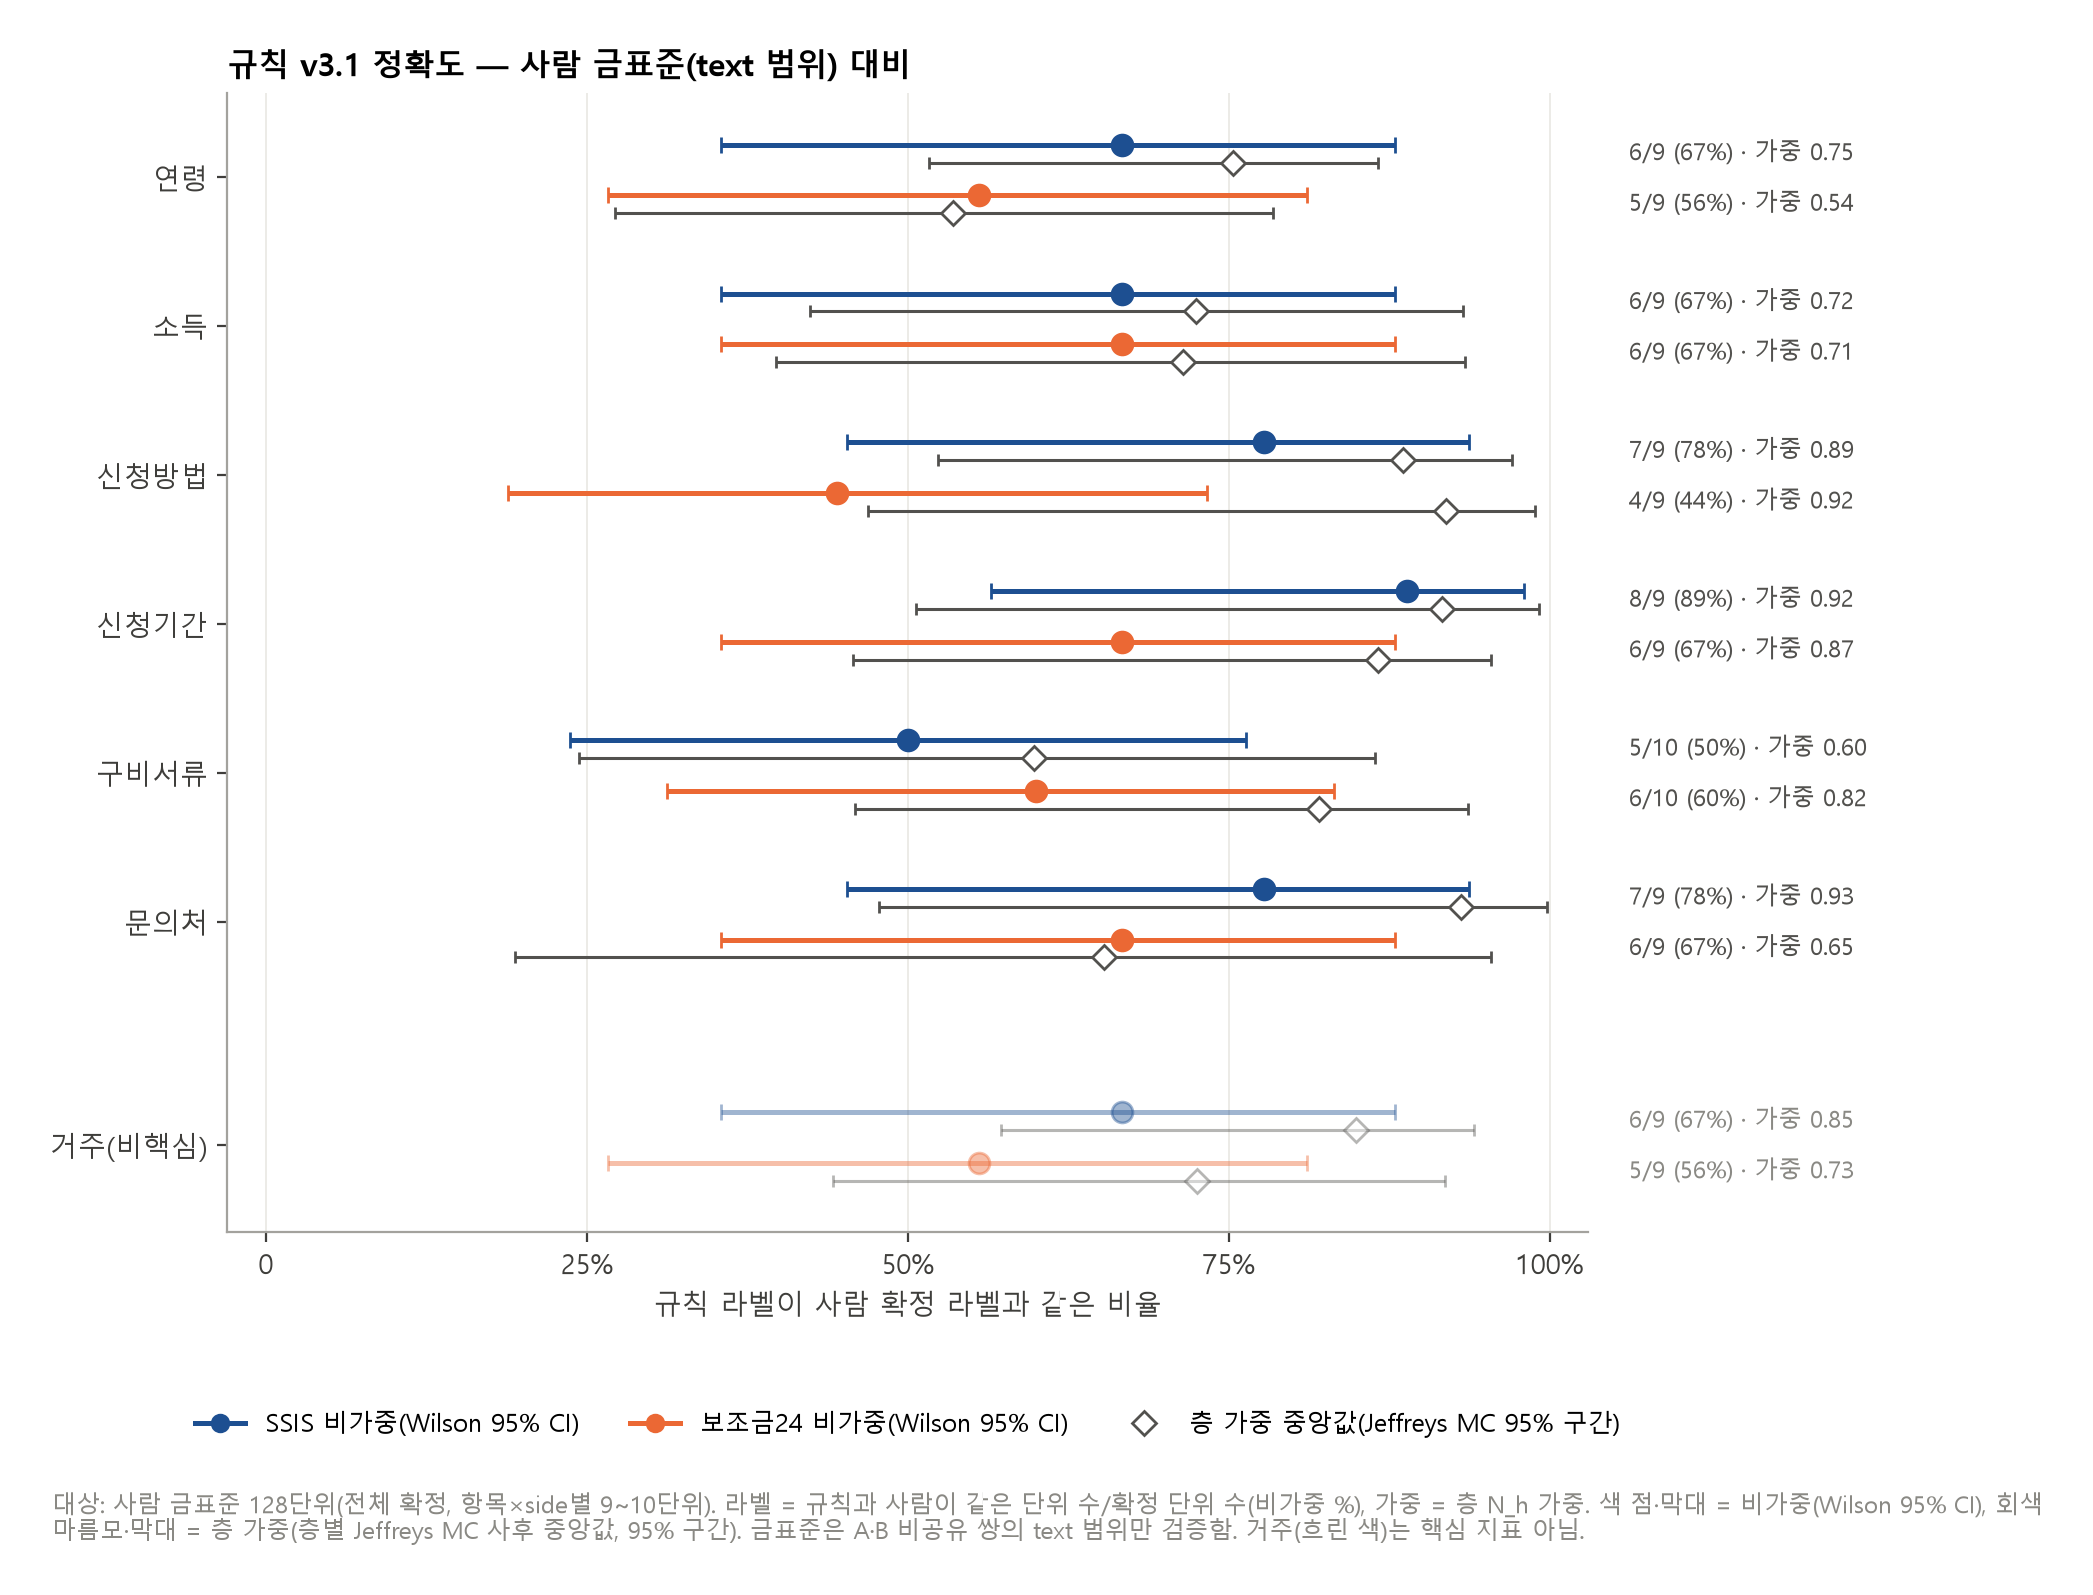 규칙 v3.1 정확도 — 사람 금표준(text 범위) 대비
연령
6/9 (67%) · 가중 0.75
5/9 (56%) · 가중 0.54
소득
6/9 (67%) · 가중 0.72
6/9 (67%) · 가중 0.71
신청방법
7/9 (78%) · 가중 0.89
4/9 (44%) · 가중 0.92
신청기간
8/9 (89%) · 가중 0.92
6/9 (67%) · 가중 0.87
구비서류
5/10 (50%) · 가중 0.60
6/10 (60%) · 가중 0.82
문의처
7/9 (78%) · 가중 0.93
6/9 (67%) · 가중 0.65
거주(비핵심)
6/9 (67%) · 가중 0.85
5/9 (56%) · 가중 0.73
0 25% 50% 75% 100%
규칙 라벨이 사람 확정 라벨과 같은 비율
SSIS 비가중(Wilson 95% CI) 보조금24 비가중(Wilson 95% CI) 층 가중 중앙값(Jeffreys MC 95% 구간)
대상: 사람 금표준 128단위(전체 확정, 항목×side별 9~10단위). 라벨 = 규칙과 사람이 같은 단위 수/확정 단위 수(비가중 %), 가중 = 층 N_h 가중. 색 점·막대 = 비가중(Wilson 95% CI), 회색
마름모·막대 = 층 가중(층별 Jeffreys MC 사후 중앙값, 95% 구간). 금표준은 A·B 비공유 쌍의 text 범위만 검증함. 거주(흐린 색)는 핵심 지표 아님.